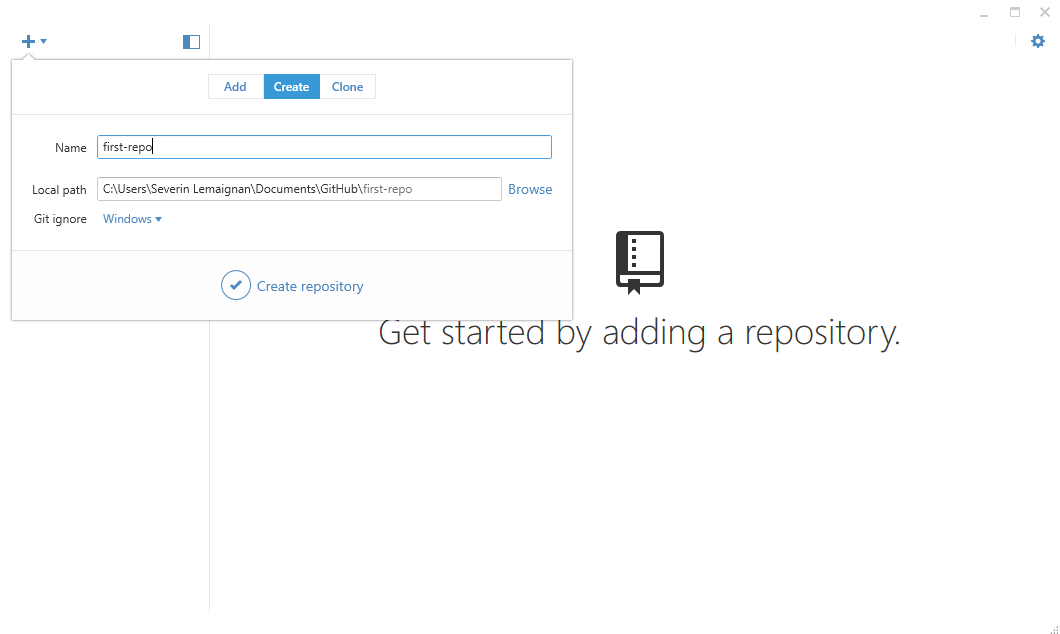 Add Create Clone
Name first-repo
Local path C:\Users\Severin Lemaignan\Documents\GitHub\first-repo Browse
Git ignore Windows
Create repository
Get started by adding a repository.